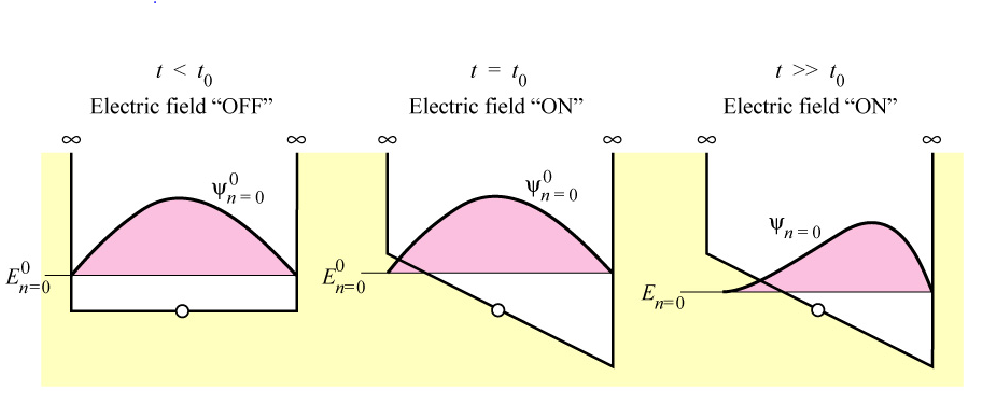 t < t₀
Electric field “OFF”
∞ ∞
ψ⁰ₙ₌₀
E⁰ₙ₌₀
t = t₀
Electric field “ON”
∞ ∞
ψ⁰ₙ₌₀
E⁰ₙ₌₀
t >> t₀
Electric field “ON”
∞ ∞
ψₙ₌₀
Eₙ₌₀